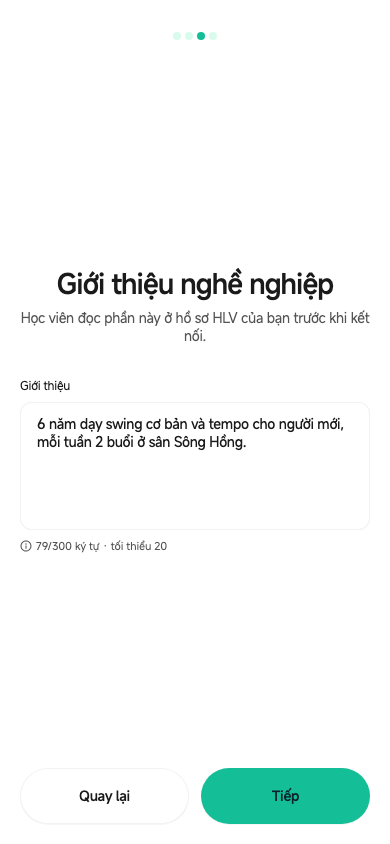 Giới thiệu nghề nghiệp
Học viên đọc phần này ở hồ sơ HLV của bạn trước khi kết
nối.
Giới thiệu
6 năm dạy swing cơ bản và tempo cho người mới,
mỗi tuần 2 buổi ở sân Sông Hồng.
79/300 ký tự · tối thiểu 20
Quay lại
Tiếp